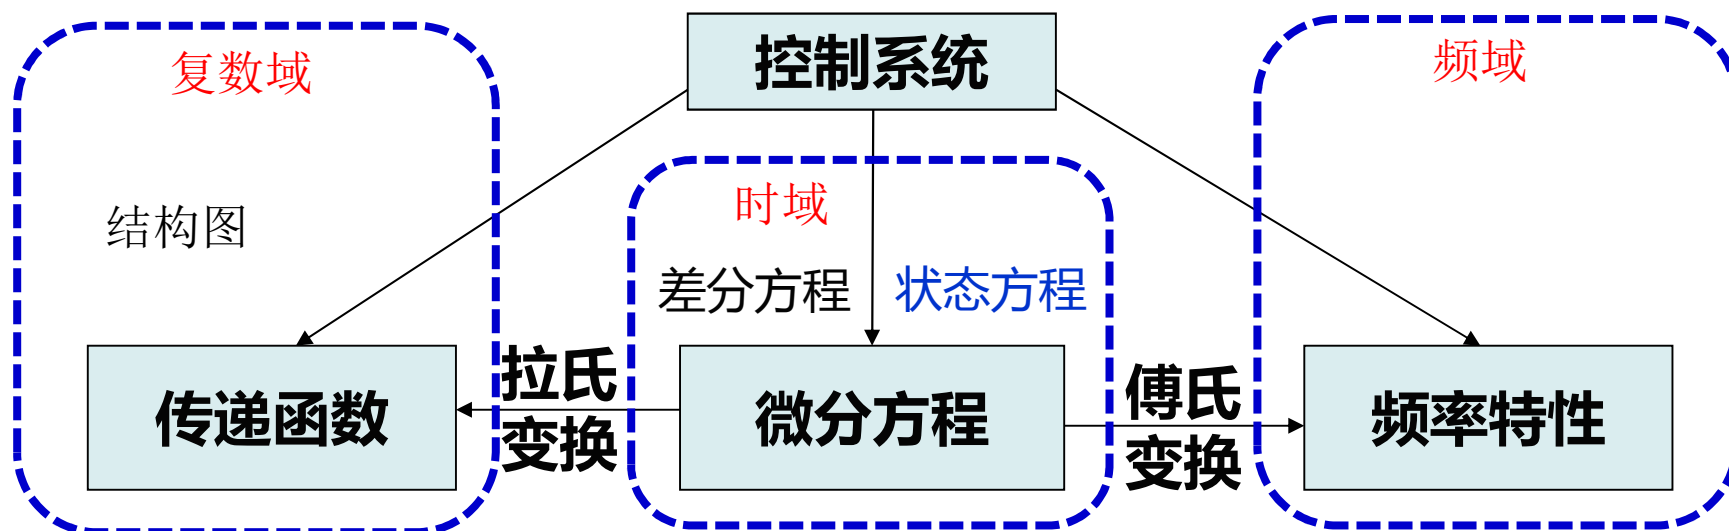 控制系统
复数域
频域
时域
结构图
差分方程
状态方程
拉氏
变换
傅氏
变换
传递函数
微分方程
频率特性